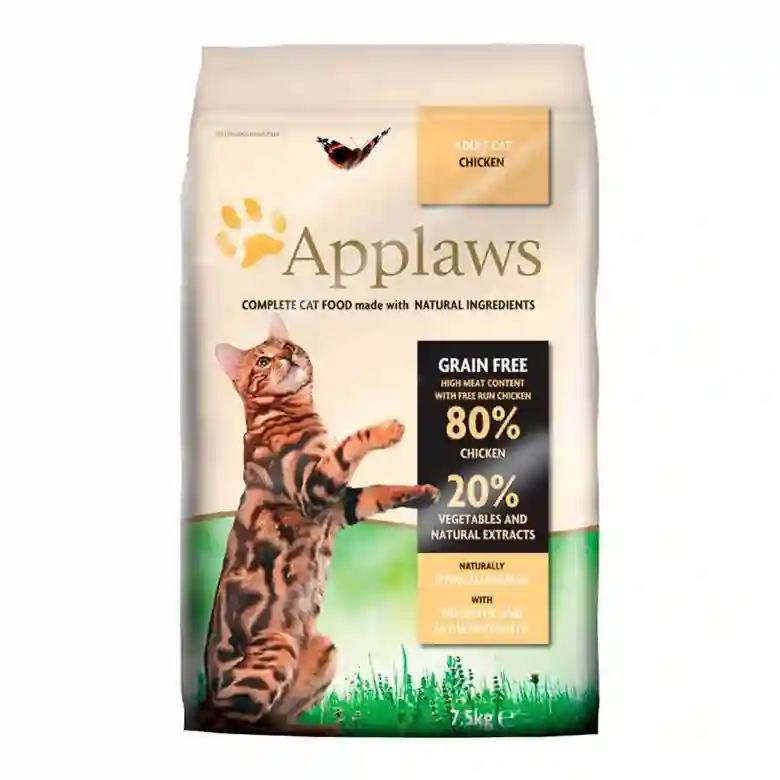 ADULT CAT
CHICKEN
Applaws
COMPLETE CAT FOOD made with NATURAL INGREDIENTS
GRAIN FREE
HIGH MEAT CONTENT
WITH FREE RUN CHICKEN
80%
CHICKEN
20%
VEGETABLES AND
NATURAL EXTRACTS
NATURALLY
WITH
7.5kg e